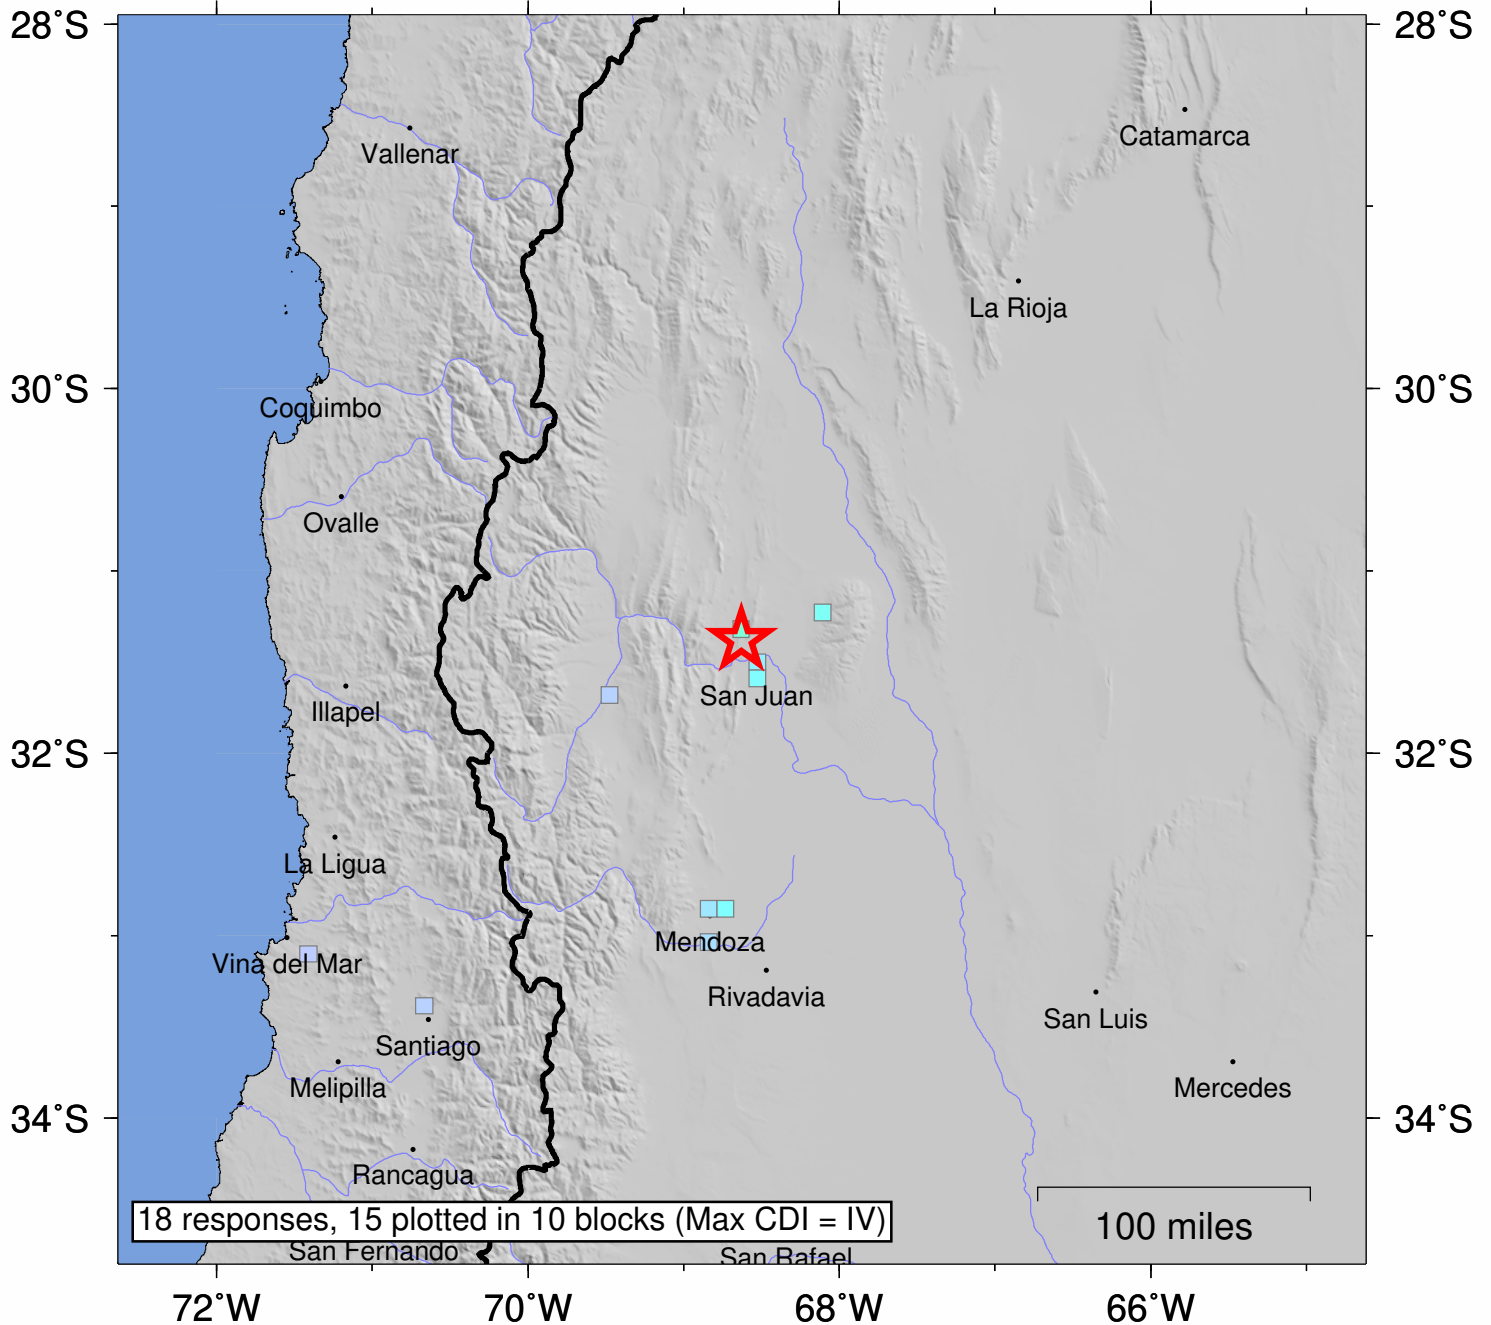 28°S 28°S
Catamarca
Vallenar
La Rioja
30°S 30°S
Coquimbo
Ovalle
San Juan
Illapel
32°S 32°S
La Ligua
Mendoza
Vina del Mar
Rivadavia
San Luis
Santiago
Melipilla Mercedes
34°S 34°S
Rancagua
18 responses, 15 plotted in 10 blocks (Max CDI = IV)
100 miles
San Fernando San Rafael
72°W 70°W 68°W 66°W